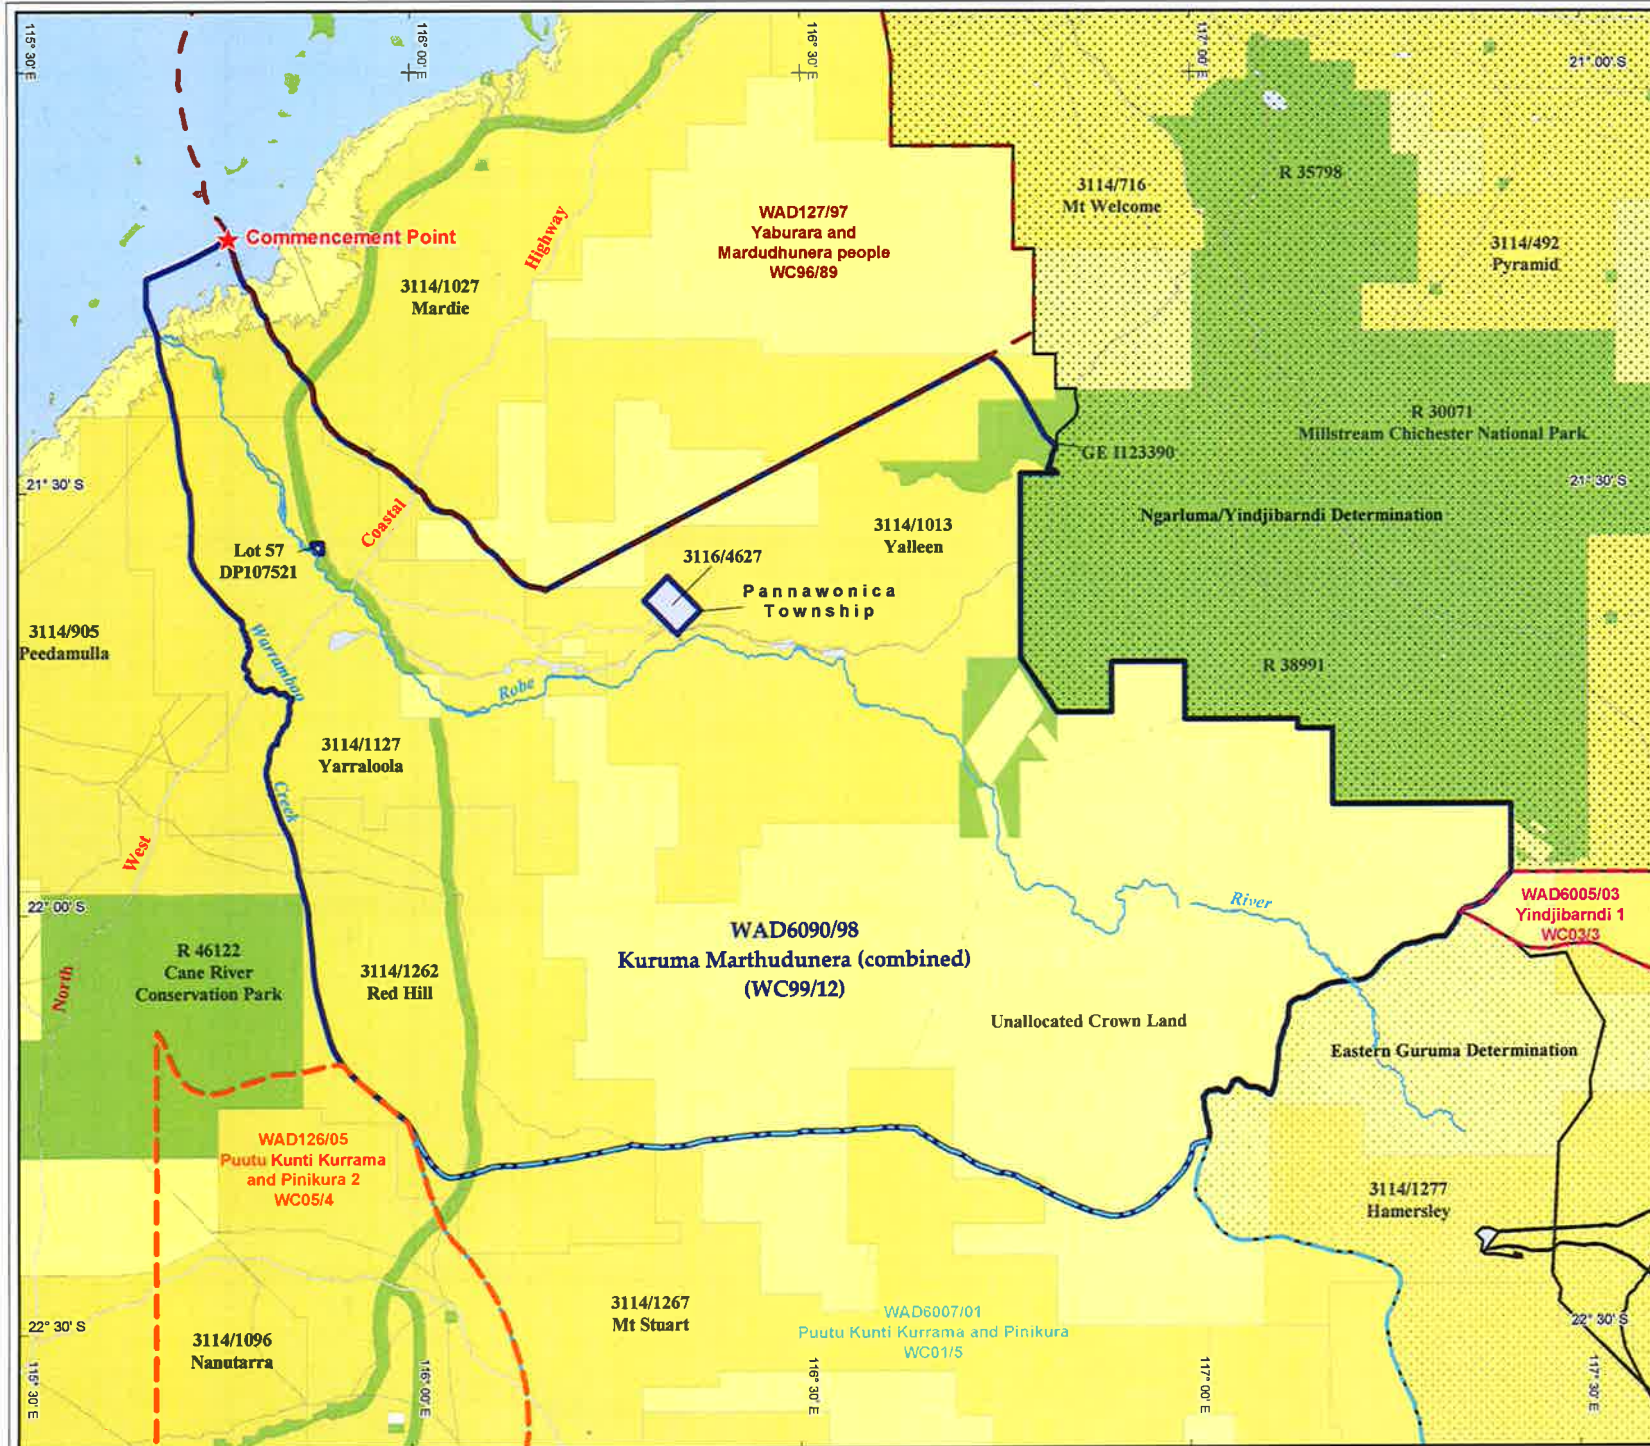 115° 30' E
116° 00' E
116° 30' E
117° 00' E
21° 00' S
R 35798
3114/716
Mt Welcome
WAD127/97
Yaburara and
Mardudhunera people
WC96/89
Highway
Commencement Point
3114/492
Pyramid
3114/1027
Mardie
R 30071
Millstream Chichester National Park
GE I123390
21° 30' S
21° 30' S
Coastal
3114/1013
Yalleen
Ngarluma/Yindjibarndi Determination
Lot 57
DP107521
3116/4627
Pannawonica
Township
3114/905
Peedamulla
Warramboo
R 38991
Robe
3114/1127
Yarraloola
Creek
West
22° 00' S
River
WAD6005/03
Yindjibarndi 1
WC03/3
WAD6090/98
Kuruma Marthudunera (combined)
(WC99/12)
R 46122
Cane River
Conservation Park
North
3114/1262
Red Hill
Unallocated Crown Land
Eastern Guruma Determination
WAD126/05
Puutu Kunti Kurrama
and Pinikura 2
WC05/4
3114/1277
Hamersley
3114/1267
Mt Stuart
WAD6007/01
Puutu Kunti Kurrama and Pinikura
WC01/5
22° 30' S
22° 30' S
3114/1096
Nanutarra
115° 30' E
116° 00' E
116° 30' E
117° 00' E
117° 30' E